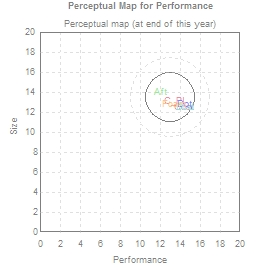 Perceptual Map for Performance
Perceptual map (at end of this year)
20
18
16
14
12
10
8
6
4
2
0
Size
Aft
0 2 4 6 8 10 12 14 16 18 20
Performance